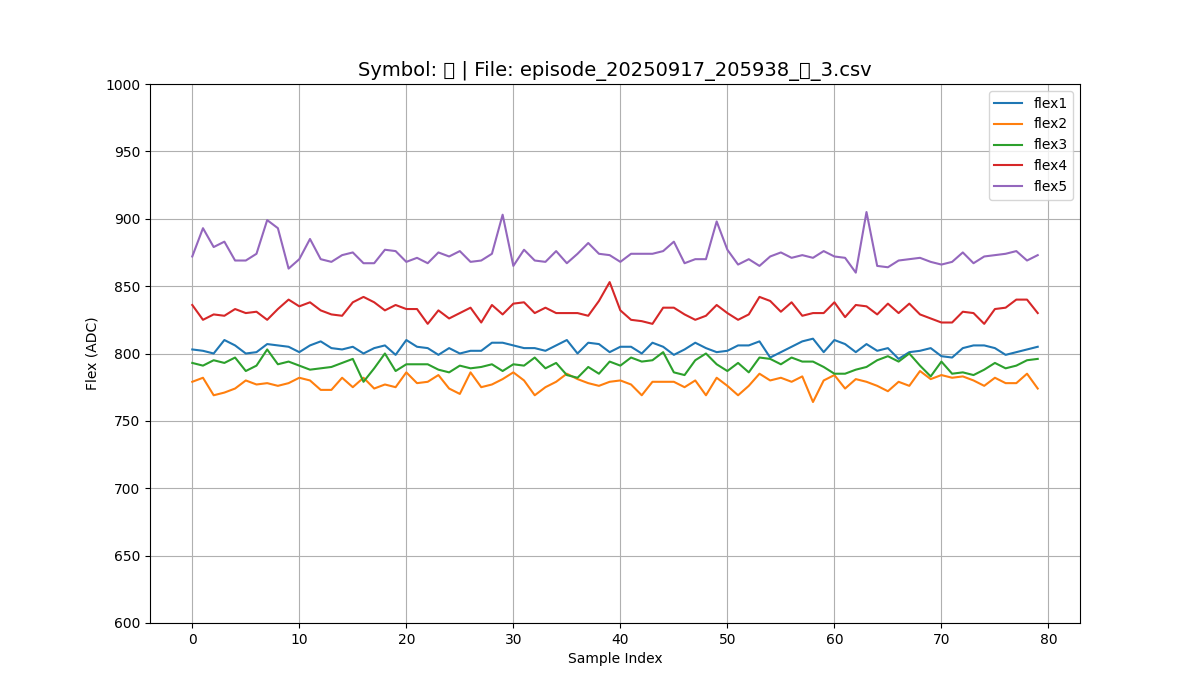 Symbol: ▯ | File: episode_20250917_205938_▯_3.csv
1000
950
900
850
800
750
700
650
600
Flex (ADC)
0 10 20 30 40 50 60 70 80
Sample Index
flex1
flex2
flex3
flex4
flex5